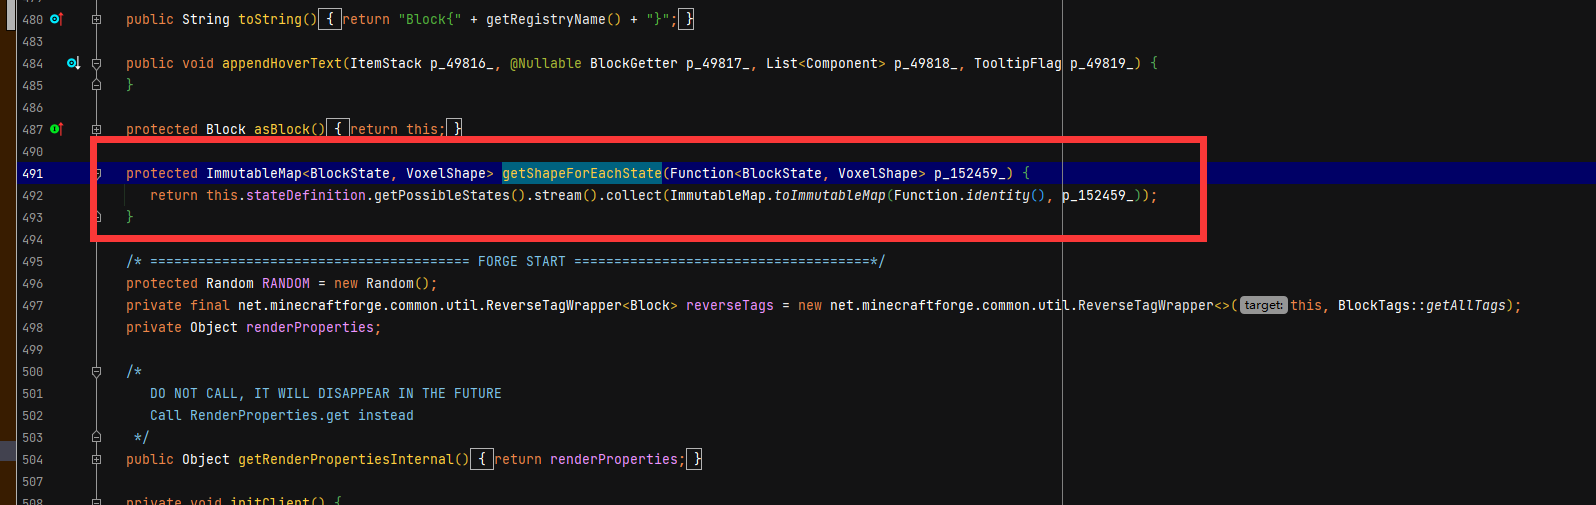 480 public String toString() { return "Block{" + getRegistryName() + "}"; }
483
484 public void appendHoverText(ItemStack p_49816_, @Nullable BlockGetter p_49817_, List<Component> p_49818_, TooltipFlag p_49819_) {
485 }
486
487 protected Block asBlock() { return this; }
490
491 protected ImmutableMap<BlockState, VoxelShape> getShapeForEachState(Function<BlockState, VoxelShape> p_152459_) {
492 return this.stateDefinition.getPossibleStates().stream().collect(ImmutableMap.toImmutableMap(Function.identity(), p_152459_));
493 }
494
495 /* ======================================== FORGE START =====================================*/
496 protected Random RANDOM = new Random();
497 private final net.minecraftforge.common.util.ReverseTagWrapper<Block> reverseTags = new net.minecraftforge.common.util.ReverseTagWrapper<>( target: this, BlockTags::getAllTags);
498 private Object renderProperties;
499
500 /*
501 DO NOT CALL, IT WILL DISAPPEAR IN THE FUTURE
502 Call RenderProperties.get instead
503 */
504 public Object getRenderPropertiesInternal() { return renderProperties; }
507
508 private void initClient() {